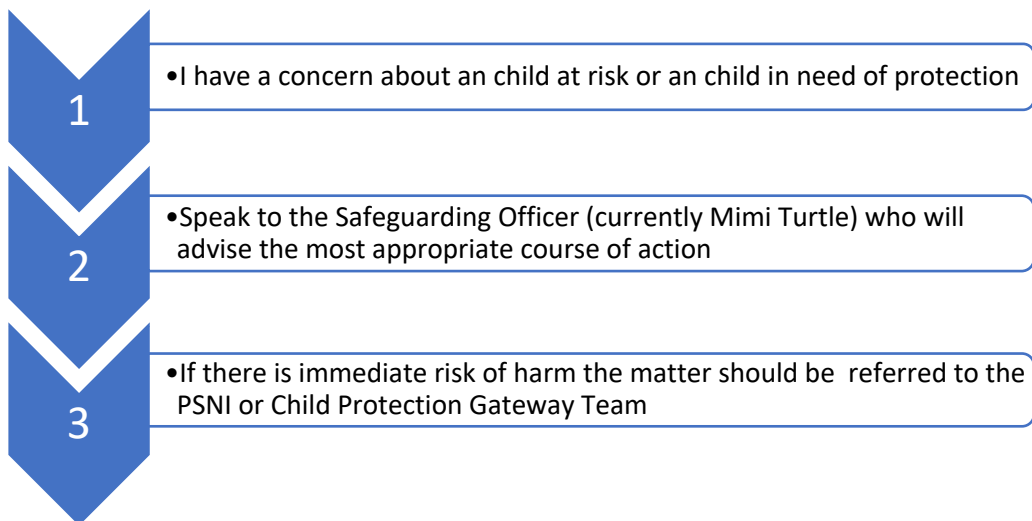 1
•I have a concern about an child at risk or an child in need of protection
2
•Speak to the Safeguarding Officer (currently Mimi Turtle) who will
advise the most appropriate course of action
3
•If there is immediate risk of harm the matter should be  referred to the
PSNI or Child Protection Gateway Team